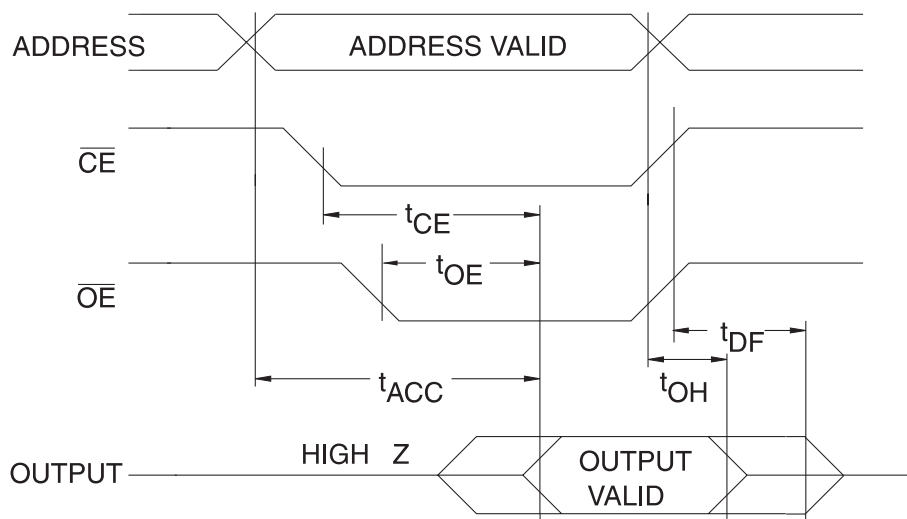 ADDRESS
ADDRESS VALID
CE
tCE
tOE
OE
tDF
tACC
tOH
HIGH Z
OUTPUT
OUTPUT
VALID